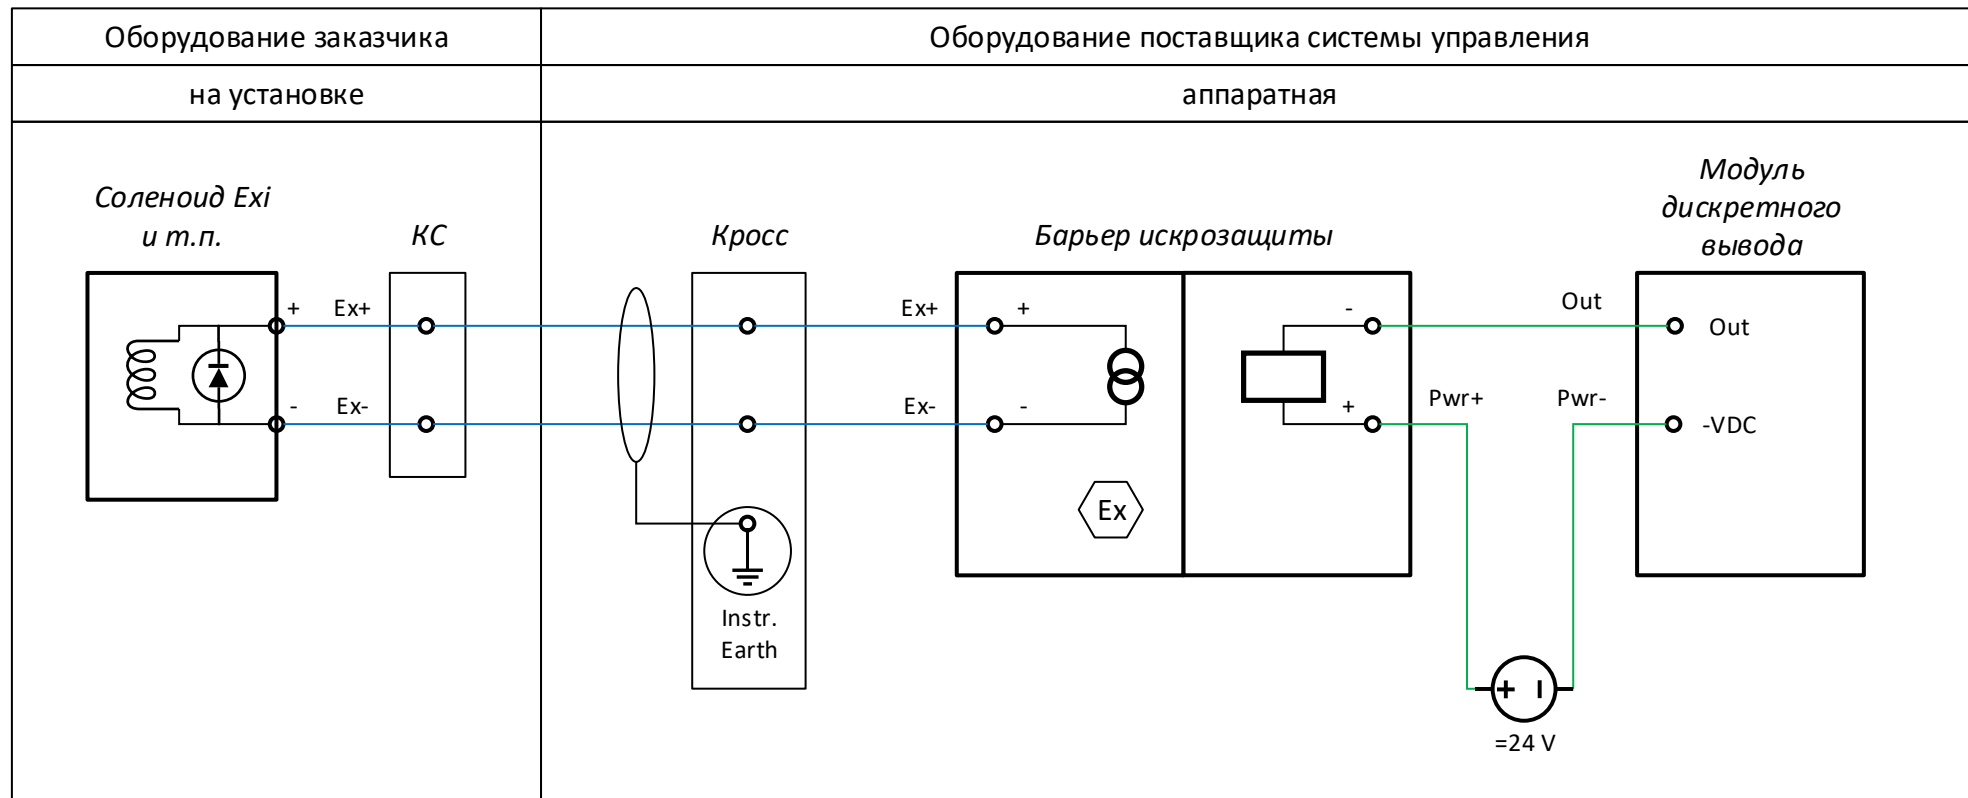 Оборудование заказчика
Оборудование поставщика системы управления
на установке
аппаратная
Соленоид Exi
и т.п.
КС
Кросс
Барьер искрозащиты
Модуль
дискретного
вывода
+
Ex+
Ex+
+
-
Out
Out
-
Ex-
Ex-
-
+
Pwr+
Pwr-
-VDC
Ex
Instr.
Earth
+ -
=24 V